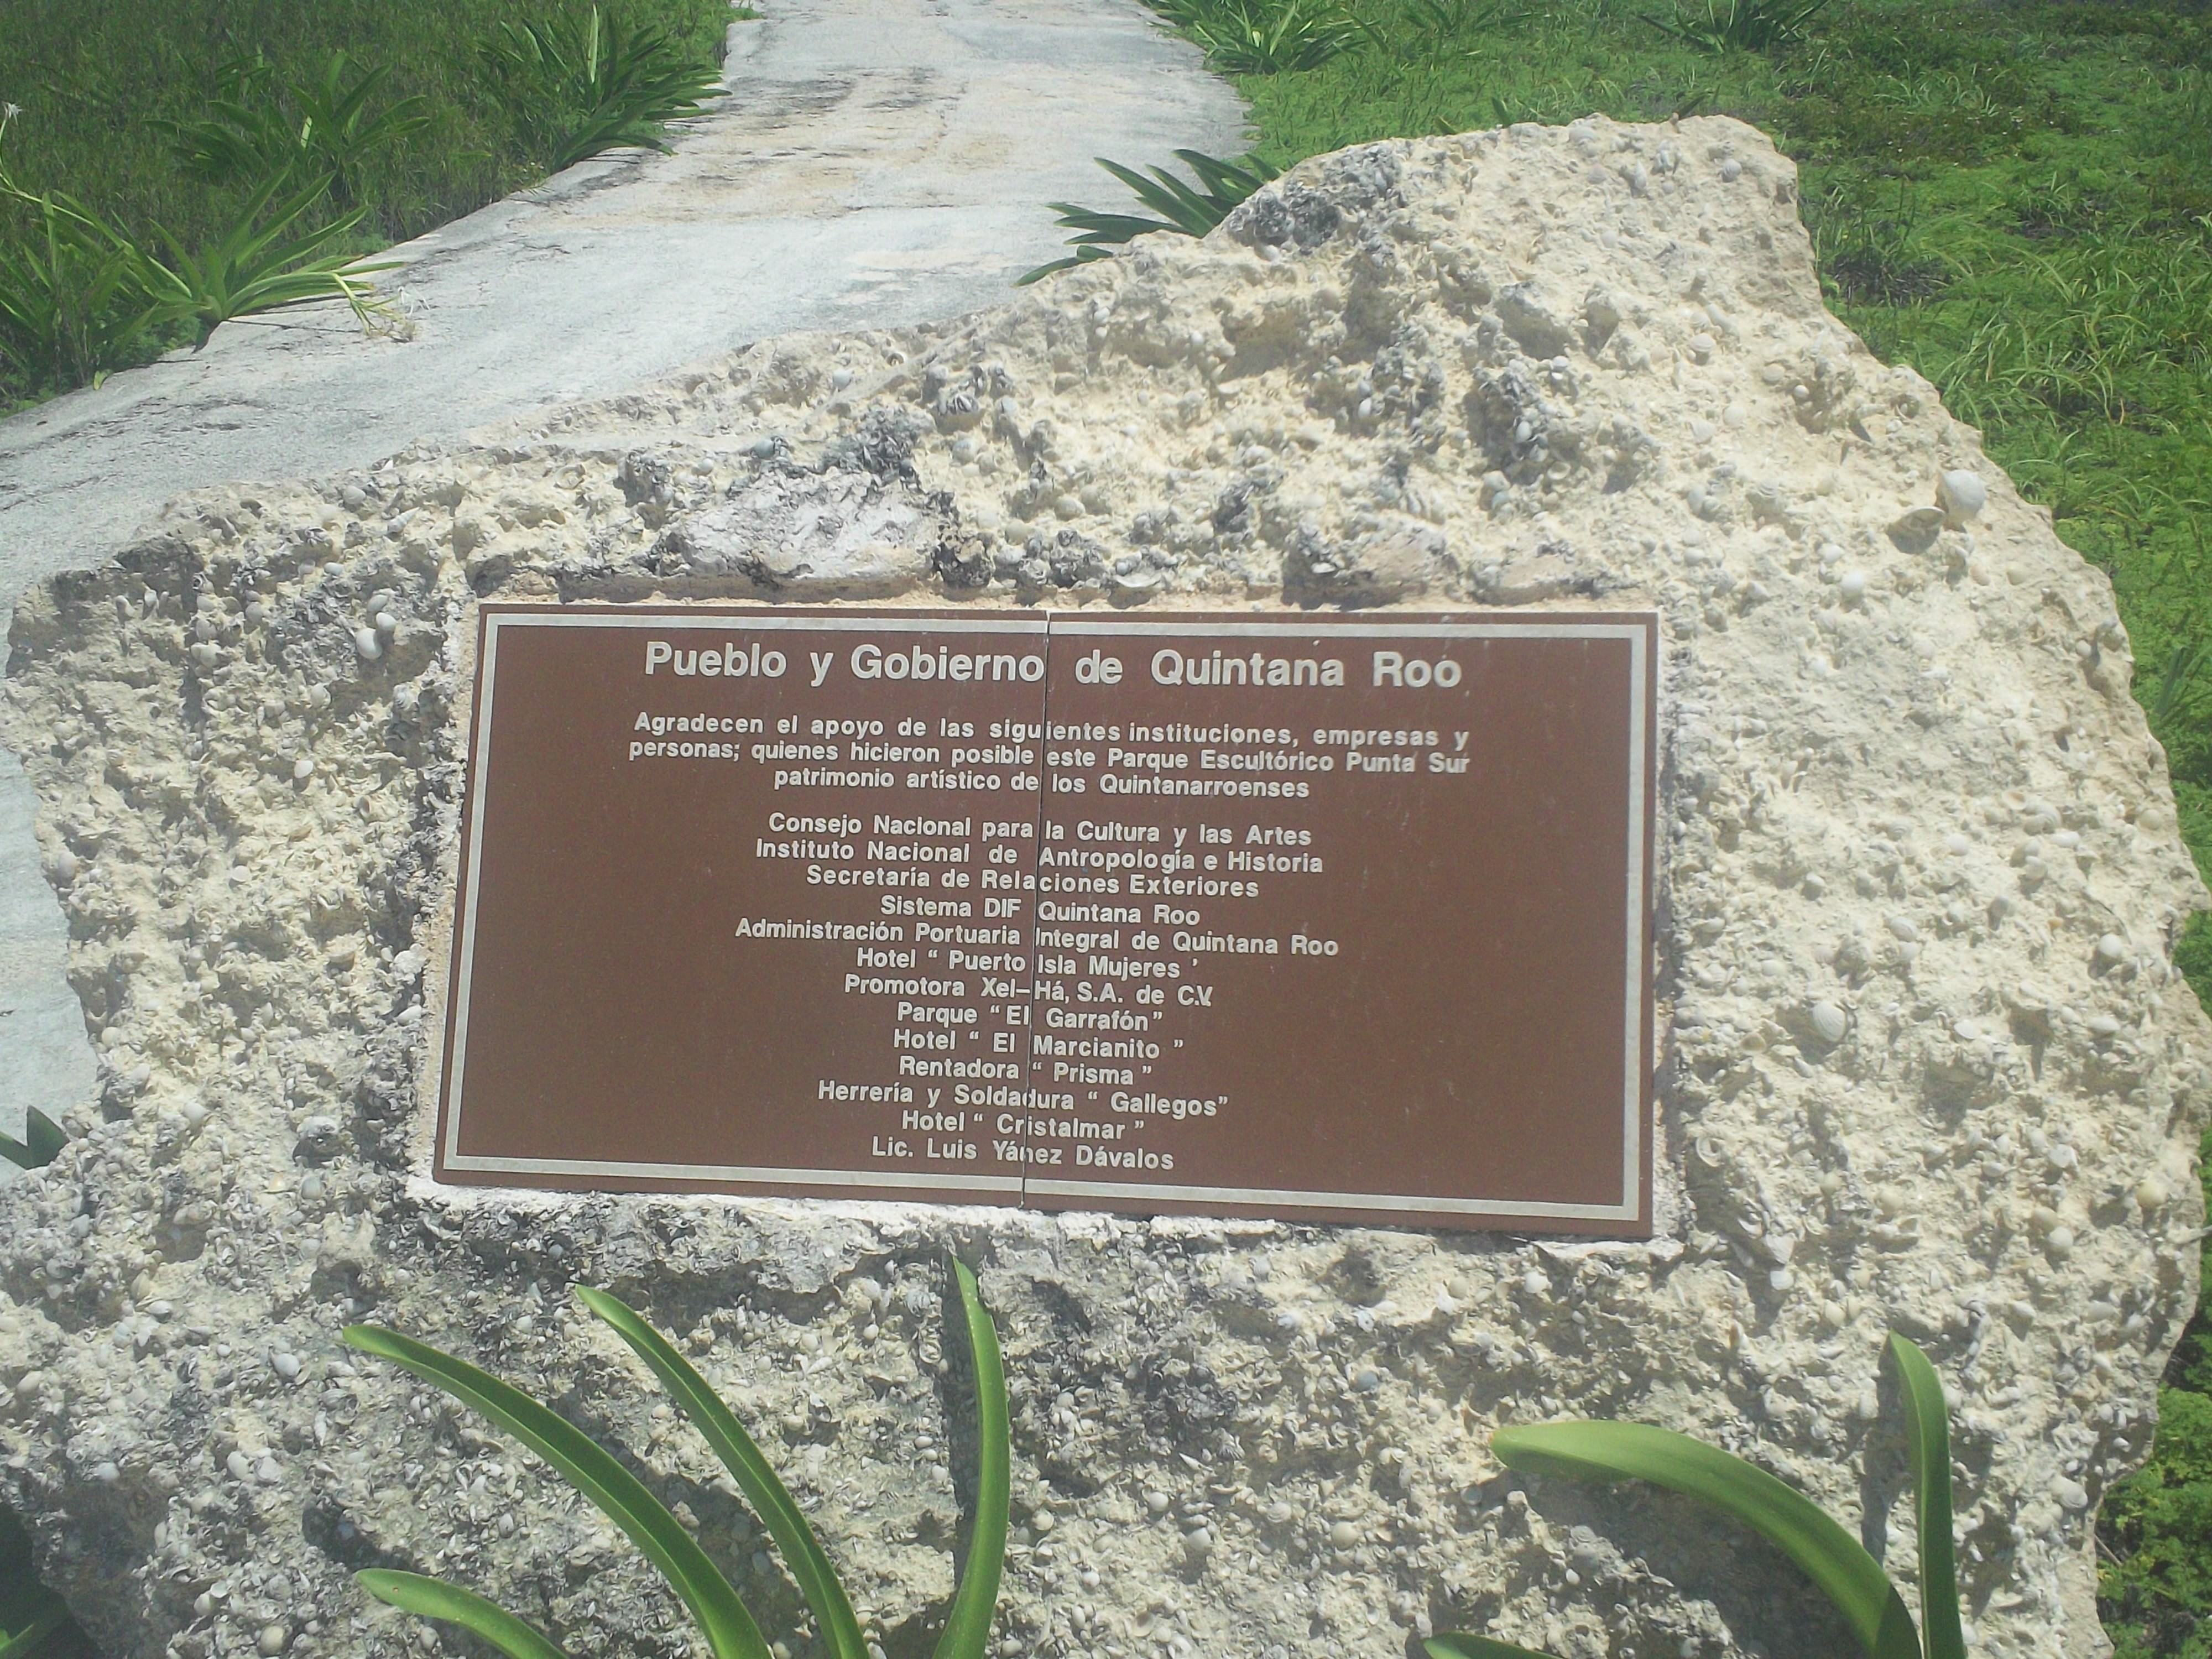 Pueblo y Gobierno de Quintana Roo
Agradecen el apoyo de las siguientes instituciones, empresas y
personas; quienes hicieron posible este Parque Escultórico Punta Sur
patrimonio artístico de los Quintanarroenses
Consejo Nacional para la Cultura y las Artes
Instituto Nacional de Antropología e Historia
Secretaría de Relaciones Exteriores
Sistema DIF Quintana Roo
Administración Portuaria Integral de Quintana Roo
Hotel “ Puerto Isla Mujeres ’
Promotora Xel–Há, S.A. de C.V.
Parque “ El Garrafón”
Hotel “ El Marcianito ”
Rentadora “ Prisma ”
Herrería y Soldadura “ Gallegos”
Hotel “ Cristalmar ”
Lic. Luis Yánez Dávalos